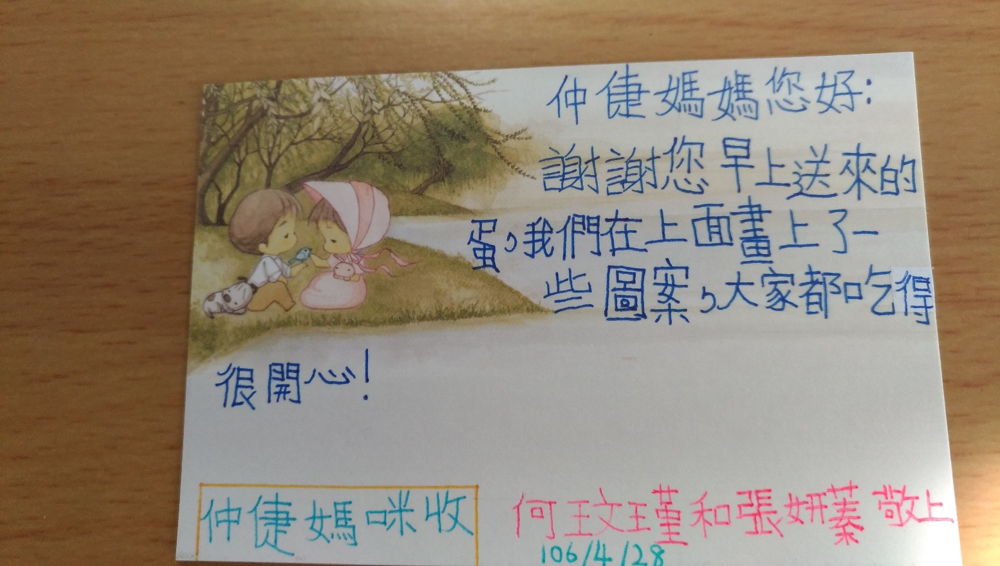 仲倢媽媽您好:
謝謝您早上送來的
蛋,我們在上面畫上了一
些圖案,大家都吃得
很開心!
仲倢媽咪收
何玟瑾和張妍蓁敬上
106/4/28